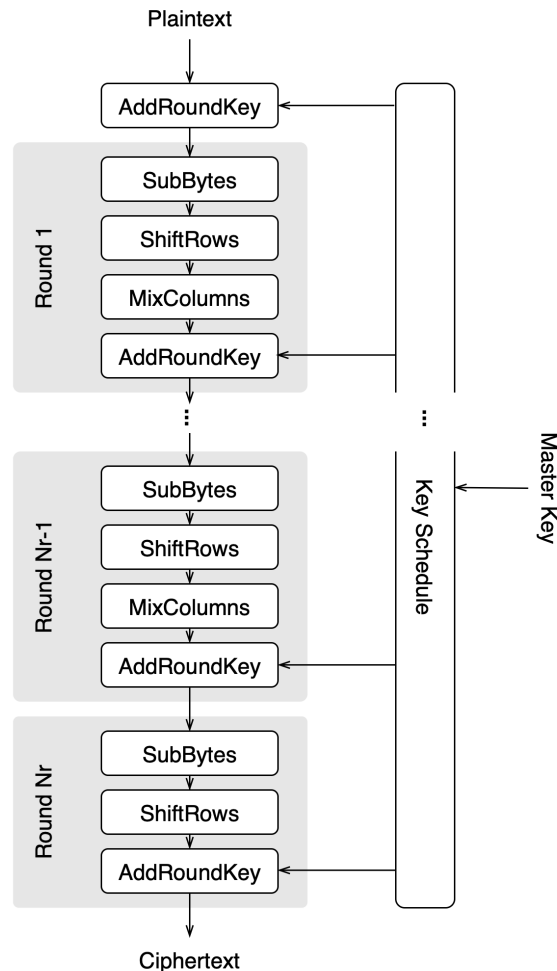 Plaintext
AddRoundKey
Round 1
SubBytes
ShiftRows
MixColumns
AddRoundKey
...
...
Round Nr-1
SubBytes
ShiftRows
MixColumns
AddRoundKey
Round Nr
SubBytes
ShiftRows
AddRoundKey
Ciphertext
Key Schedule
Master Key